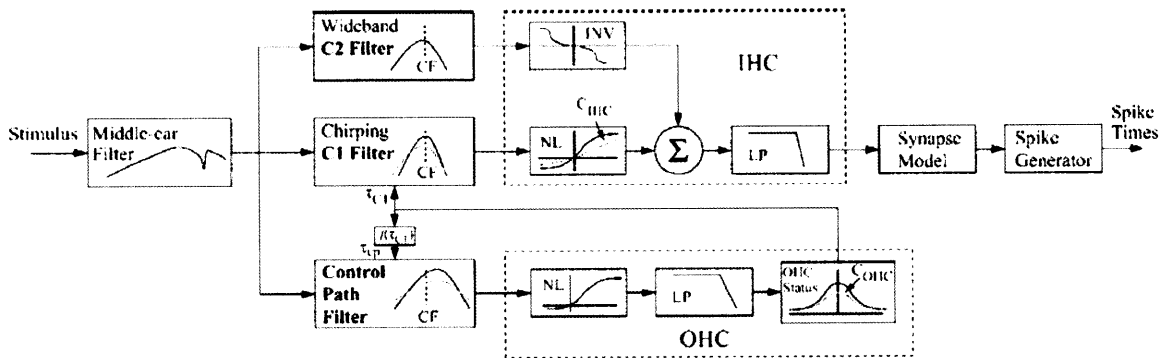 Wideband
C2 Filter
CF
INV
IHC
Stimulus
Middle-ear
Filter
Chirping
C1 Filter
CF
NL
C_IHC
Σ
LP
Synapse
Model
Spike
Generator
Spike
Times
τ_C1
f(τ_C1)
τ_cp
Control
Path
Filter
CF
NL
LP
OHC
Status
C_OHC
OHC